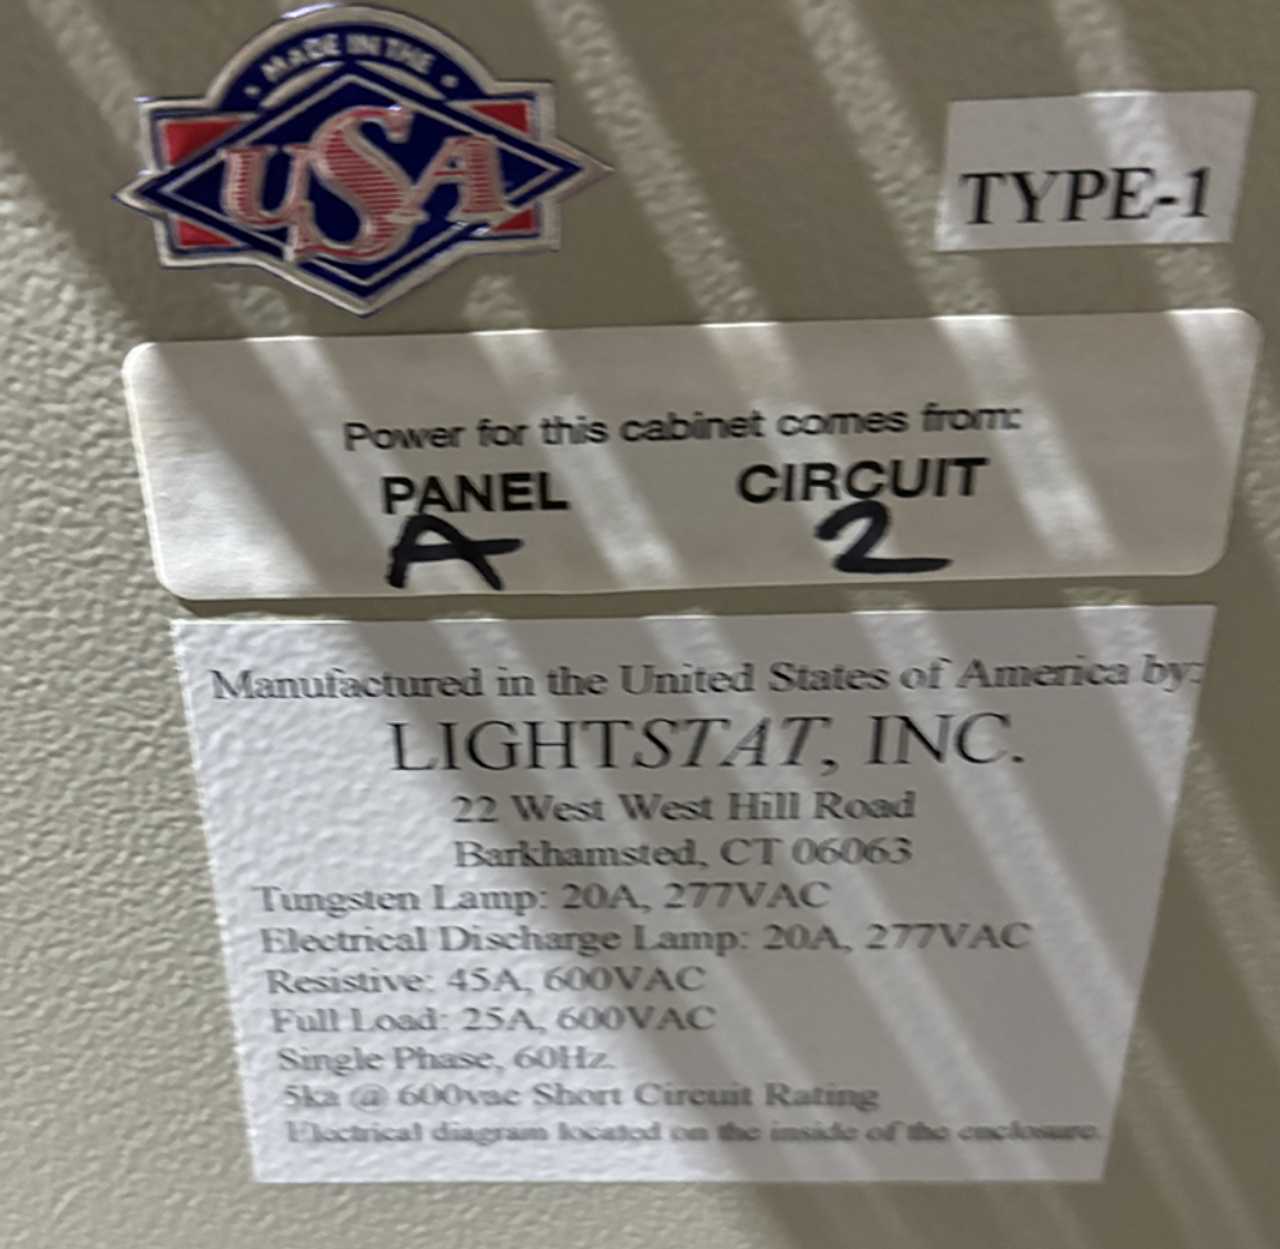 MADE IN THE
USA
TYPE-1
Power for this cabinet comes from:
PANEL CIRCUIT
A 2
Manufactured in the United States of America by:
LIGHTSTAT, INC.
22 West West Hill Road
Barkhamsted, CT 06063
Tungsten Lamp: 20A, 277VAC
Electrical Discharge Lamp: 20A, 277VAC
Resistive: 45A, 600VAC
Full Load: 25A, 600VAC
Single Phase, 60Hz.
5ka @ 600vac Short Circuit Rating
Electrical diagram located on the inside of the enclosure.